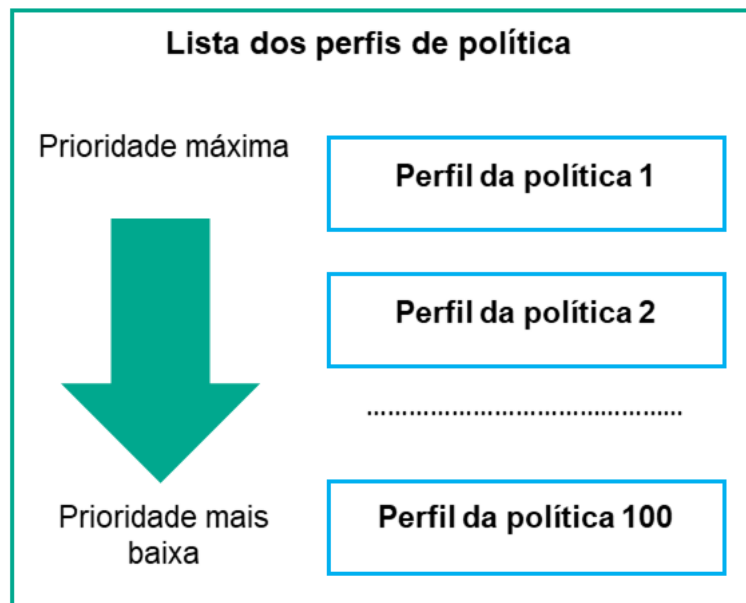 Lista dos perfis de política
Prioridade máxima
Perfil da política 1
Perfil da política 2
................................................
Prioridade mais
baixa
Perfil da política 100